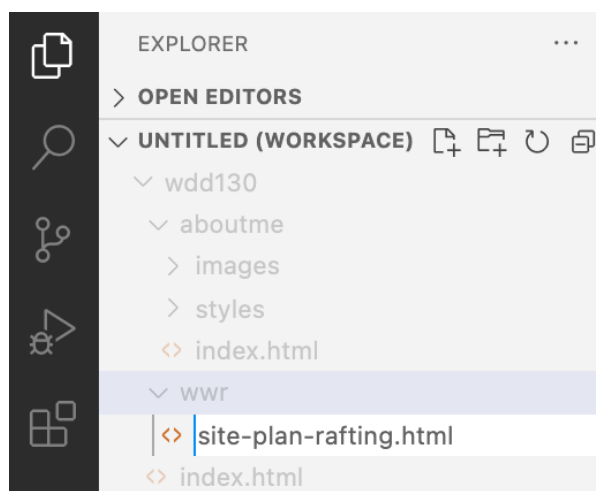 EXPLORER
OPEN EDITORS
UNTITLED (WORKSPACE)
wdd130
aboutme
images
styles
index.html
wwr
site-plan-rafting.html
index.html